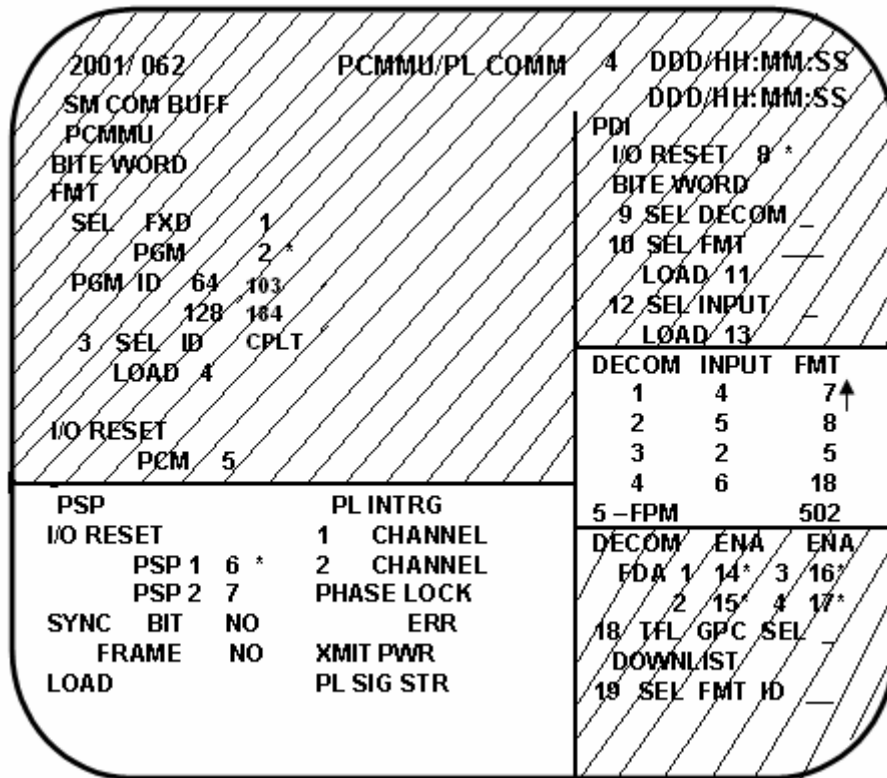 2001/ 062 PCMMU/PL COMM 4 DDD/HH:MM:SS
DDD/HH:MM:SS
SM COM BUFF
PCMMU
BITE WORD
FMT
SEL FXD 1
PGM 2 *
PGM ID 64 103
128 184
3 SEL ID CPLT
LOAD 4
I/O RESET
PCM 5
PDI
I/O RESET 8 *
BITE WORD
9 SEL DECOM _
10 SEL FMT ___
LOAD 11
12 SEL INPUT _
LOAD 13
DECOM INPUT FMT
1 4 7↑
2 5 8
3 2 5
4 6 18
5 –FPM 502
PSP
I/O RESET
PSP 1 6 *
PSP 2 7
SYNC BIT NO
FRAME NO
LOAD
PL INTRG
1 CHANNEL
2 CHANNEL
PHASE LOCK
ERR
XMIT PWR
PL SIG STR
DECOM ENA ENA
FDA 1 14* 3 16*
2 15* 4 17*
18 TFL GPC SEL _
DOWNLIST
19 SEL FMT ID __